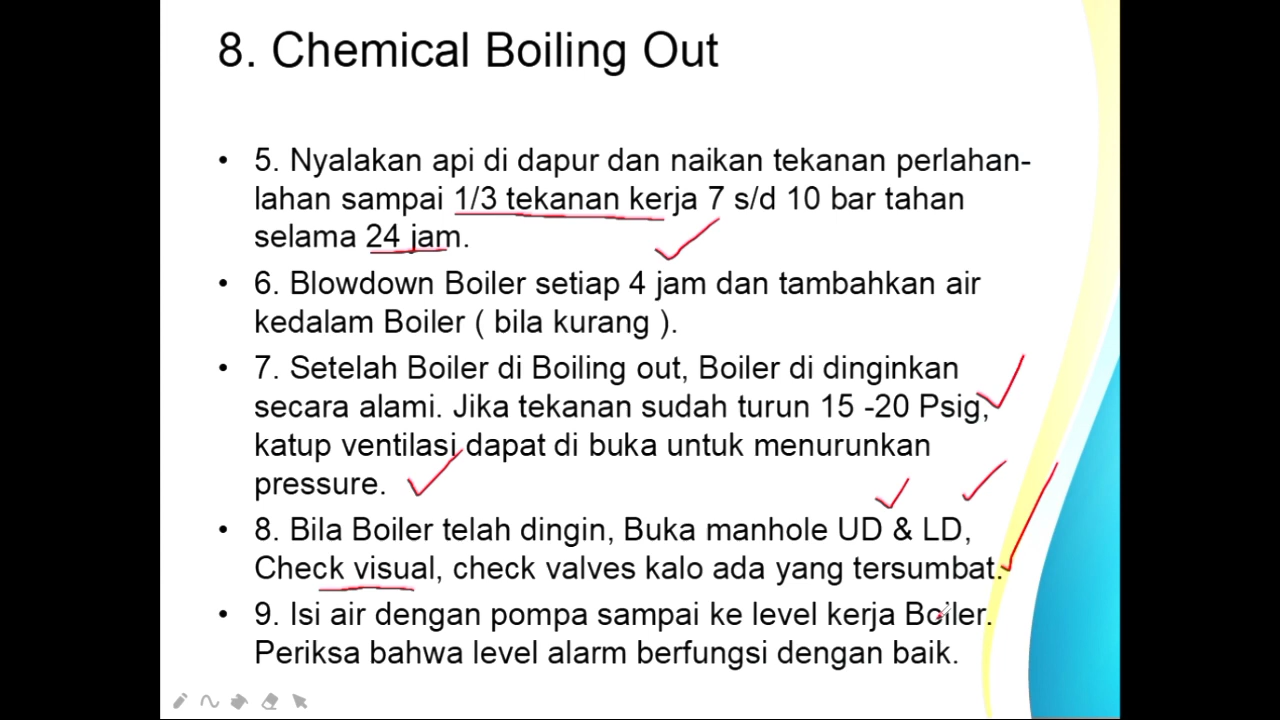 8. Chemical Boiling Out
• 5. Nyalakan api di dapur dan naikan tekanan perlahan-
lahan sampai 1/3 tekanan kerja 7 s/d 10 bar tahan
selama 24 jam.
• 6. Blowdown Boiler setiap 4 jam dan tambahkan air
kedalam Boiler ( bila kurang ).
• 7. Setelah Boiler di Boiling out, Boiler di dinginkan
secara alami. Jika tekanan sudah turun 15 -20 Psig,
katup ventilasi dapat di buka untuk menurunkan
pressure.
• 8. Bila Boiler telah dingin, Buka manhole UD & LD,
Check visual, check valves kalo ada yang tersumbat.
• 9. Isi air dengan pompa sampai ke level kerja Boiler.
Periksa bahwa level alarm berfungsi dengan baik.